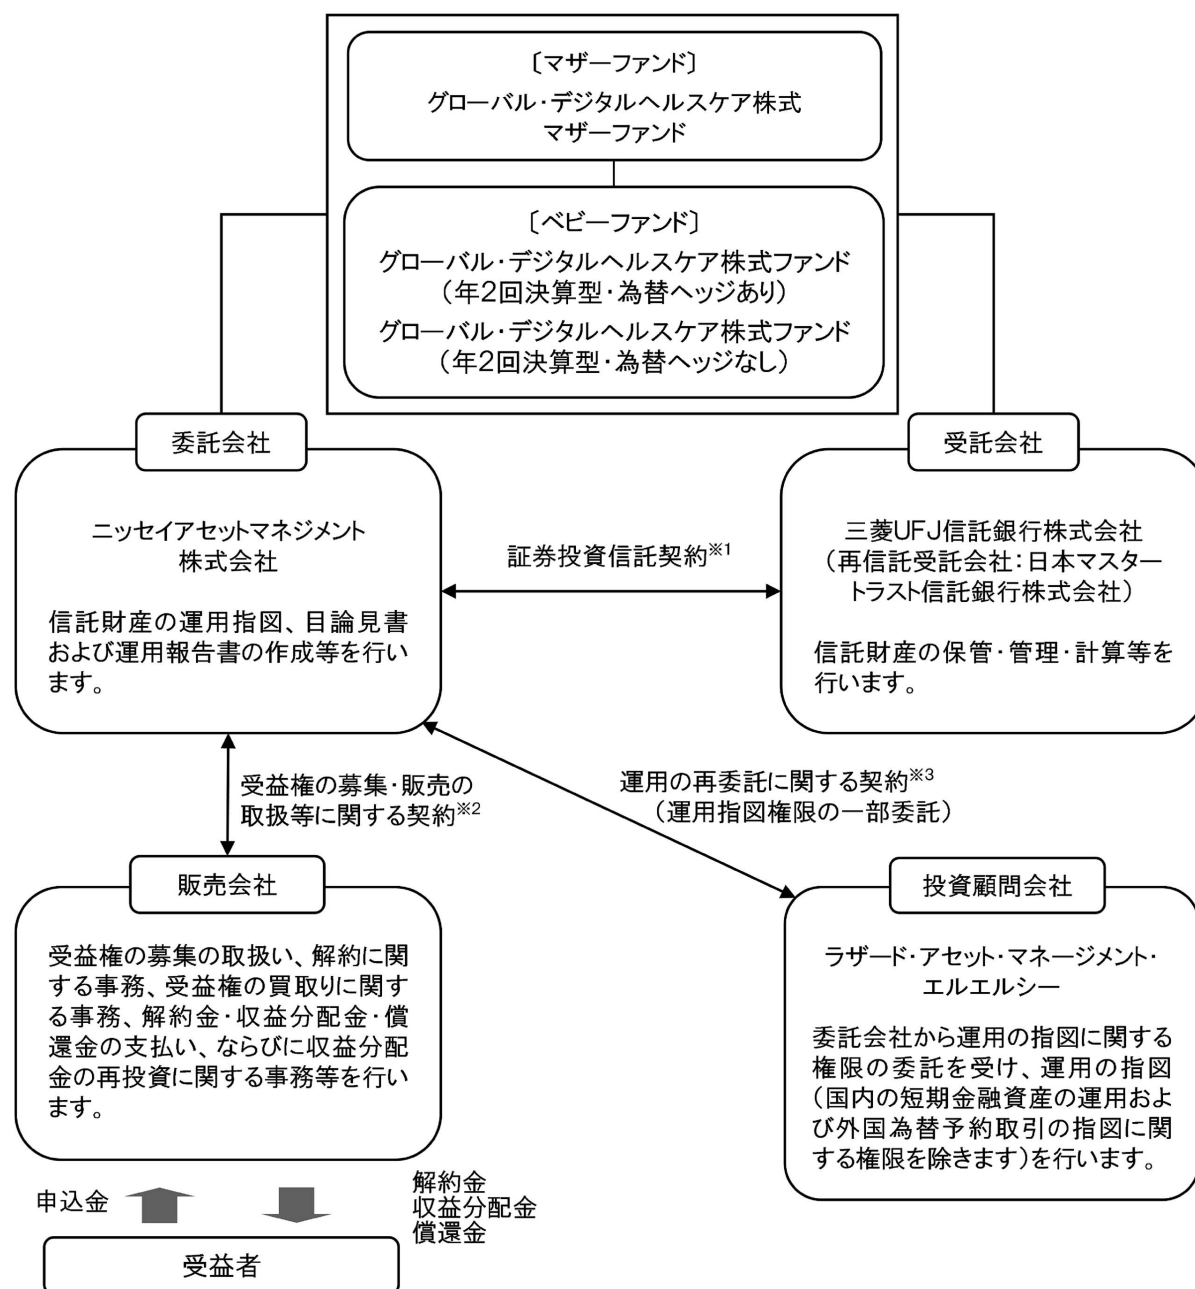 〔マザーファンド〕
グローバル・デジタルヘルスケア株式
マザーファンド
〔ベビーファンド〕
グローバル・デジタルヘルスケア株式ファンド
（年2回決算型・為替ヘッジあり）
グローバル・デジタルヘルスケア株式ファンド
（年2回決算型・為替ヘッジなし）
委託会社
ニッセイアセットマネジメント
株式会社
信託財産の運用指図、目論見書
および運用報告書の作成等を行い
ます。
証券投資信託契約※1
受託会社
三菱UFJ信託銀行株式会社
（再信託受託会社：日本マスター
トラスト信託銀行株式会社）
信託財産の保管・管理・計算等を
行います。
受益権の募集・販売の
取扱等に関する契約※2
運用の再委託に関する契約※3
（運用指図権限の一部委託）
販売会社
受益権の募集の取扱い、解約に関
する事務、受益権の買取りに関す
る事務、解約金・収益分配金・償
還金の支払い、ならびに収益分配
金の再投資に関する事務等を行い
ます。
投資顧問会社
ラザード・アセット・マネージメント・
エルエルシー
委託会社から運用の指図に関する
権限の委託を受け、運用の指図
（国内の短期金融資産の運用およ
び外国為替予約取引の指図に関
する権限を除きます）を行います。
申込金
解約金
収益分配金
償還金
受益者